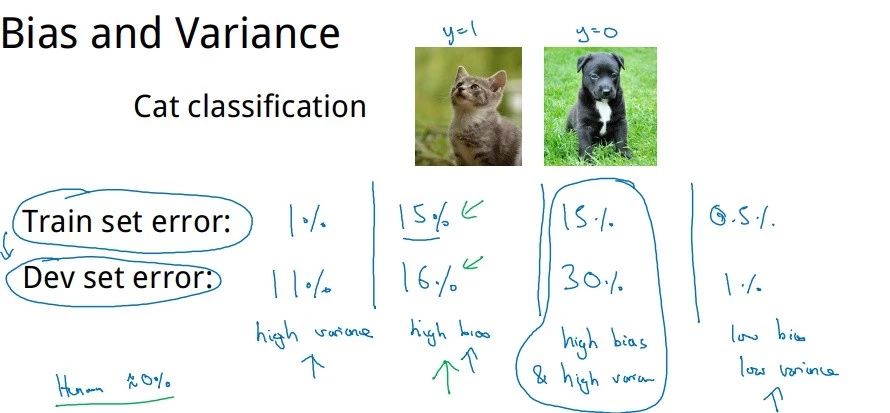 Bias and Variance
y=1 y=0
Cat classification
Train set error: 1% 15% 15% 0.5%
Dev set error: 11% 16% 30% 1%
high variance high bias high bias low bias
& high varian low variance
Human ≈0%